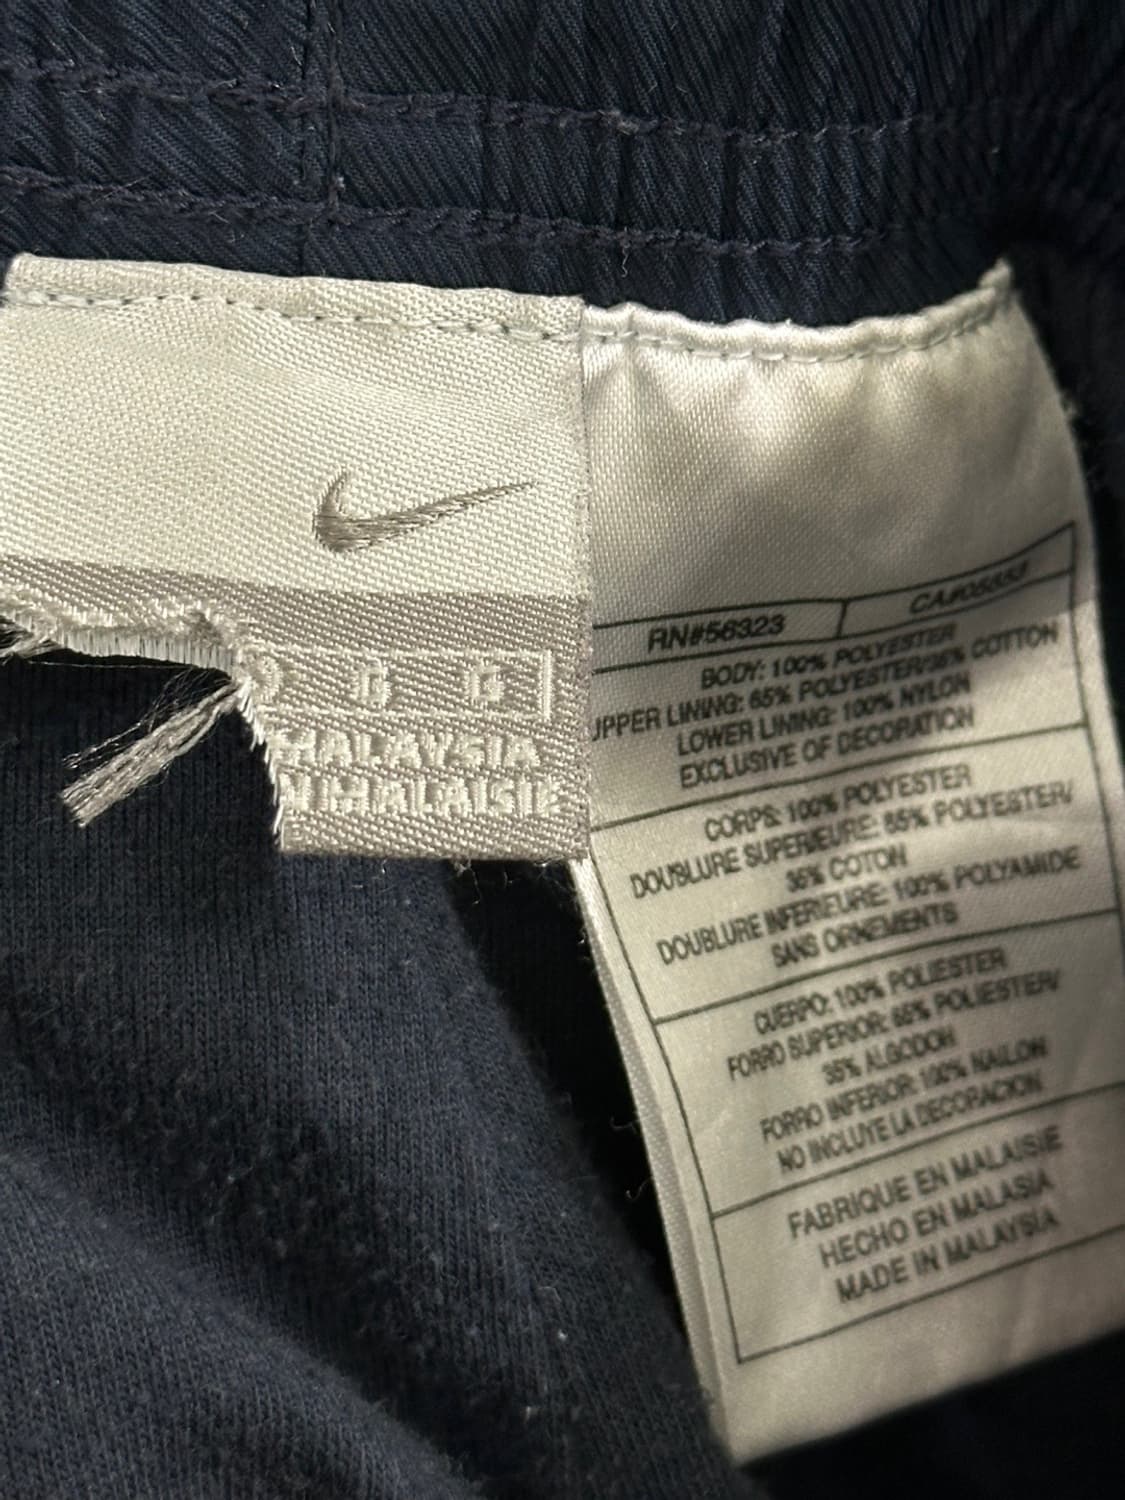 G G
MALAYSIA
N MALAISIE
RN#56323
CA#05553
BODY: 100% POLYESTER
UPPER LINING: 65% POLYESTER/35% COTTON
LOWER LINING: 100% NYLON
EXCLUSIVE OF DECORATION
CORPS: 100% POLYESTER
DOUBLURE SUPERIEURE: 65% POLYESTER/
35% COTON
DOUBLURE INFERIEURE: 100% POLYAMIDE
SANS ORNEMENTS
CUERPO: 100% POLIESTER
FORRO SUPERIOR: 65% POLIESTER/
35% ALGODON
FORRO INFERIOR: 100% NAILON
NO INCLUYE LA DECORACION
FABRIQUE EN MALAISIE
HECHO EN MALASIA
MADE IN MALAYSIA